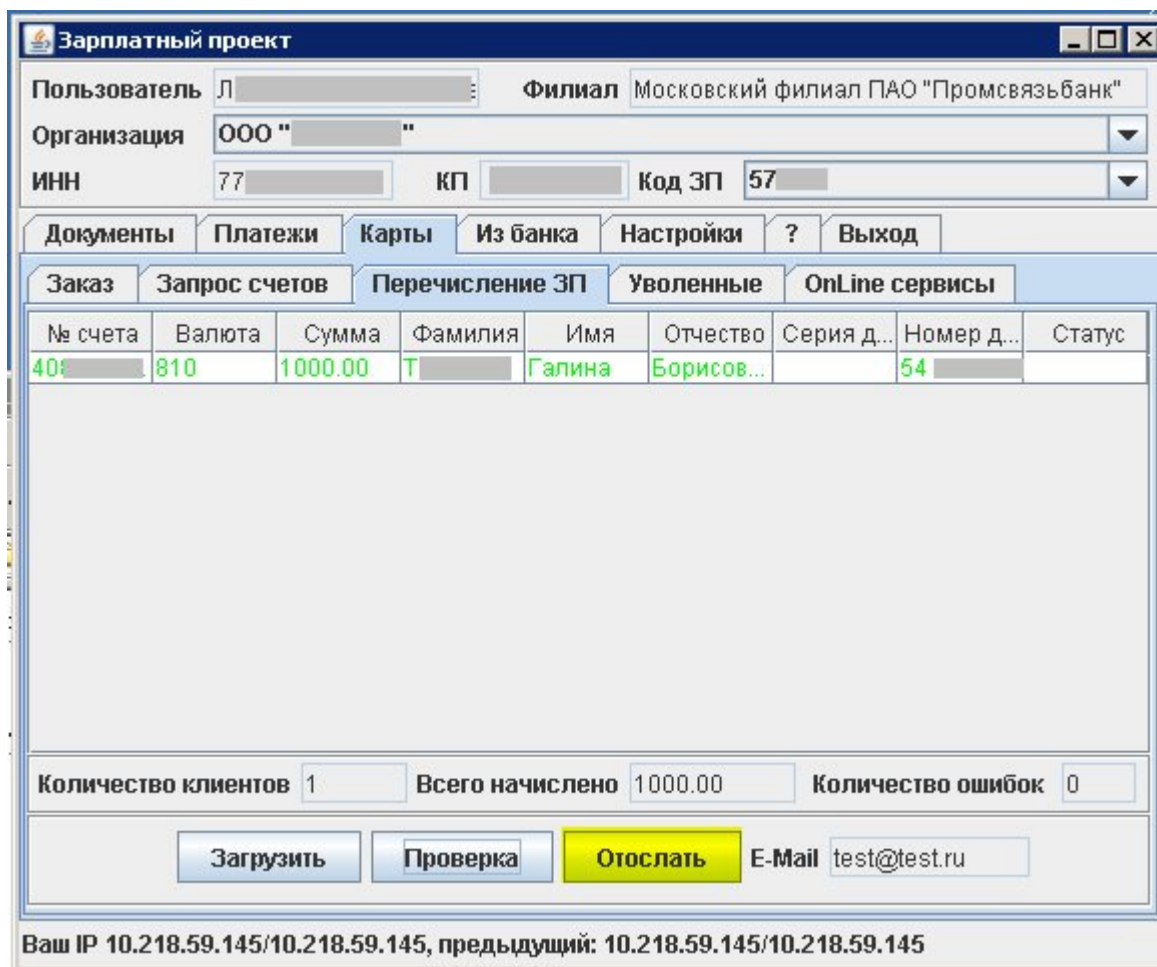 Зарплатный проект
Пользователь Л Филиал Московский филиал ПАО "Промсвязьбанк"
Организация ООО " "
ИНН 77 КП Код ЗП 57
Документы Платежи Карты Из банка Настройки ? Выход
Заказ Запрос счетов Перечисление ЗП Уволенные OnLine сервисы
№ счета Валюта Сумма Фамилия Имя Отчество Серия д... Номер д... Статус
408 810 1000.00 Т Галина Борисов... 54
Количество клиентов 1 Всего начислено 1000.00 Количество ошибок 0
Загрузить Проверка Отослать E-Mail test@test.ru
Ваш IP 10.218.59.145/10.218.59.145, предыдущий: 10.218.59.145/10.218.59.145